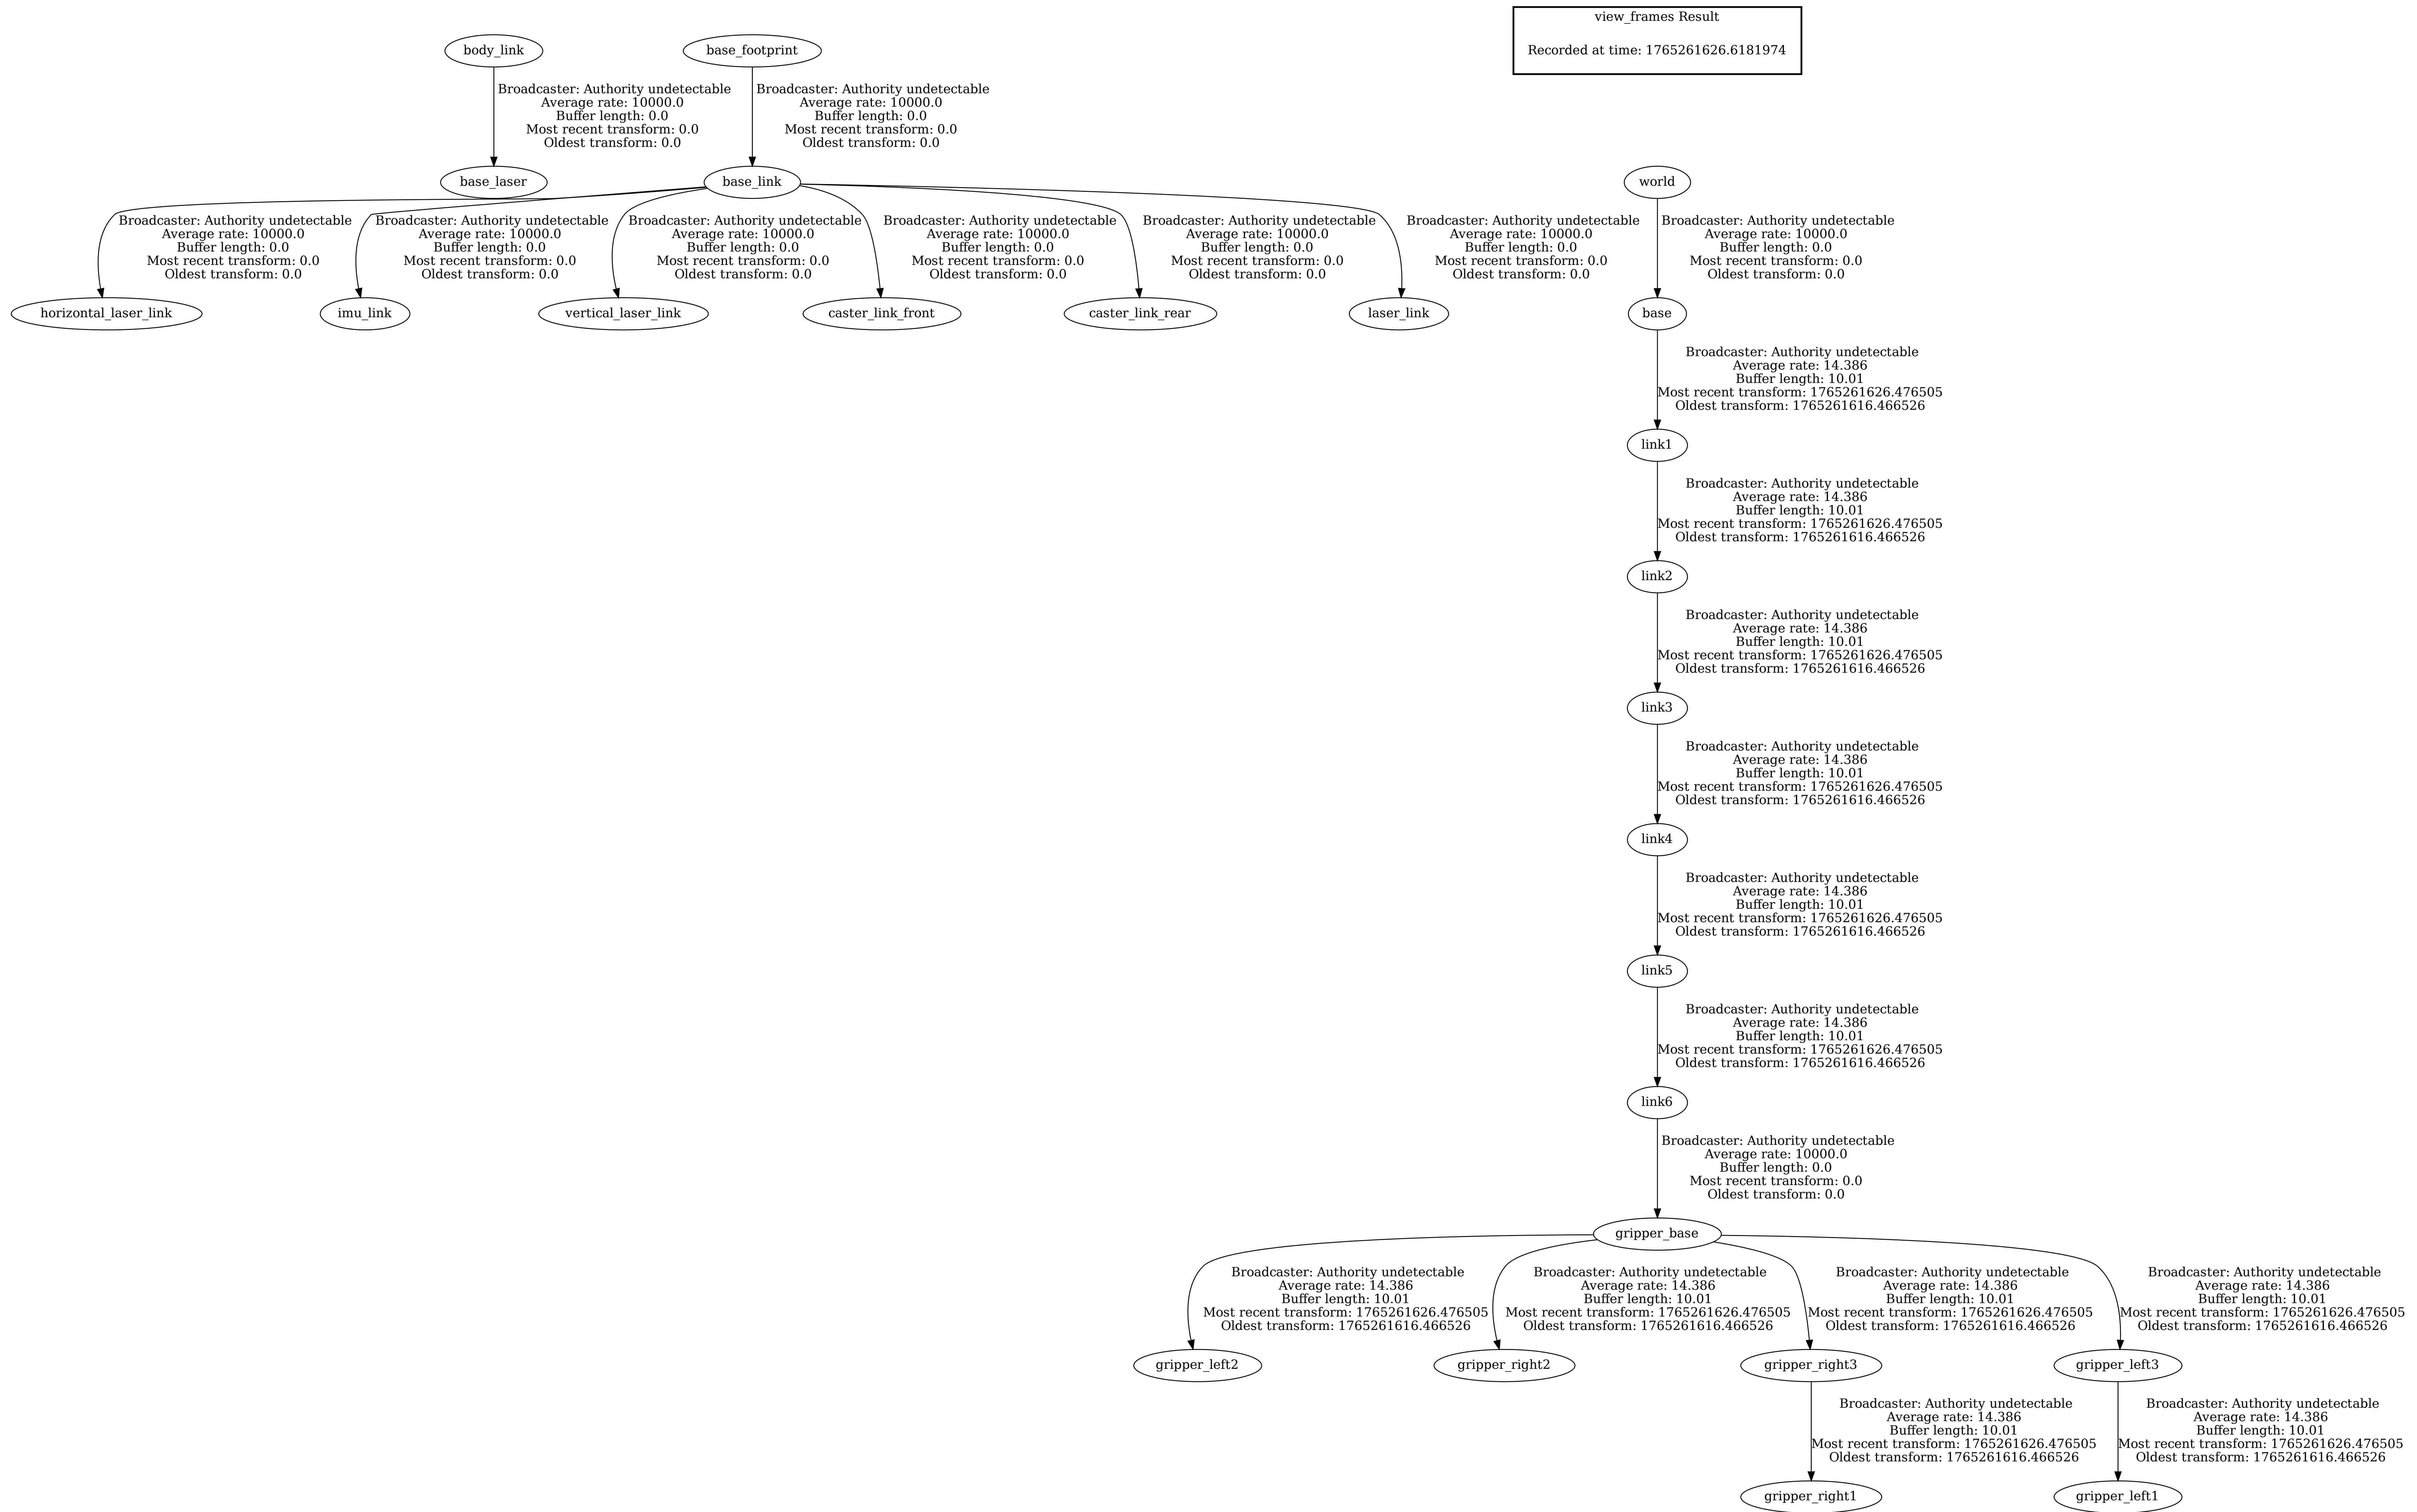 view_frames Result
Recorded at time: 1765261626.6181974
body_link
base_footprint
Broadcaster: Authority undetectable
Average rate: 10000.0
Buffer length: 0.0
Most recent transform: 0.0
Oldest transform: 0.0
Broadcaster: Authority undetectable
Average rate: 10000.0
Buffer length: 0.0
Most recent transform: 0.0
Oldest transform: 0.0
base_laser
base_link
world
Broadcaster: Authority undetectable
Average rate: 10000.0
Buffer length: 0.0
Most recent transform: 0.0
Oldest transform: 0.0
Broadcaster: Authority undetectable
Average rate: 10000.0
Buffer length: 0.0
Most recent transform: 0.0
Oldest transform: 0.0
Broadcaster: Authority undetectable
Average rate: 10000.0
Buffer length: 0.0
Most recent transform: 0.0
Oldest transform: 0.0
Broadcaster: Authority undetectable
Average rate: 10000.0
Buffer length: 0.0
Most recent transform: 0.0
Oldest transform: 0.0
Broadcaster: Authority undetectable
Average rate: 10000.0
Buffer length: 0.0
Most recent transform: 0.0
Oldest transform: 0.0
Broadcaster: Authority undetectable
Average rate: 10000.0
Buffer length: 0.0
Most recent transform: 0.0
Oldest transform: 0.0
Broadcaster: Authority undetectable
Average rate: 10000.0
Buffer length: 0.0
Most recent transform: 0.0
Oldest transform: 0.0
horizontal_laser_link
imu_link
vertical_laser_link
caster_link_front
caster_link_rear
laser_link
base
Broadcaster: Authority undetectable
Average rate: 14.386
Buffer length: 10.01
Most recent transform: 1765261626.476505
Oldest transform: 1765261616.466526
link1
Broadcaster: Authority undetectable
Average rate: 14.386
Buffer length: 10.01
Most recent transform: 1765261626.476505
Oldest transform: 1765261616.466526
link2
Broadcaster: Authority undetectable
Average rate: 14.386
Buffer length: 10.01
Most recent transform: 1765261626.476505
Oldest transform: 1765261616.466526
link3
Broadcaster: Authority undetectable
Average rate: 14.386
Buffer length: 10.01
Most recent transform: 1765261626.476505
Oldest transform: 1765261616.466526
link4
Broadcaster: Authority undetectable
Average rate: 14.386
Buffer length: 10.01
Most recent transform: 1765261626.476505
Oldest transform: 1765261616.466526
link5
Broadcaster: Authority undetectable
Average rate: 14.386
Buffer length: 10.01
Most recent transform: 1765261626.476505
Oldest transform: 1765261616.466526
link6
Broadcaster: Authority undetectable
Average rate: 10000.0
Buffer length: 0.0
Most recent transform: 0.0
Oldest transform: 0.0
gripper_base
Broadcaster: Authority undetectable
Average rate: 14.386
Buffer length: 10.01
Most recent transform: 1765261626.476505
Oldest transform: 1765261616.466526
Broadcaster: Authority undetectable
Average rate: 14.386
Buffer length: 10.01
Most recent transform: 1765261626.476505
Oldest transform: 1765261616.466526
Broadcaster: Authority undetectable
Average rate: 14.386
Buffer length: 10.01
Most recent transform: 1765261626.476505
Oldest transform: 1765261616.466526
Broadcaster: Authority undetectable
Average rate: 14.386
Buffer length: 10.01
Most recent transform: 1765261626.476505
Oldest transform: 1765261616.466526
gripper_left2
gripper_right2
gripper_right3
gripper_left3
Broadcaster: Authority undetectable
Average rate: 14.386
Buffer length: 10.01
Most recent transform: 1765261626.476505
Oldest transform: 1765261616.466526
Broadcaster: Authority undetectable
Average rate: 14.386
Buffer length: 10.01
Most recent transform: 1765261626.476505
Oldest transform: 1765261616.466526
gripper_right1
gripper_left1